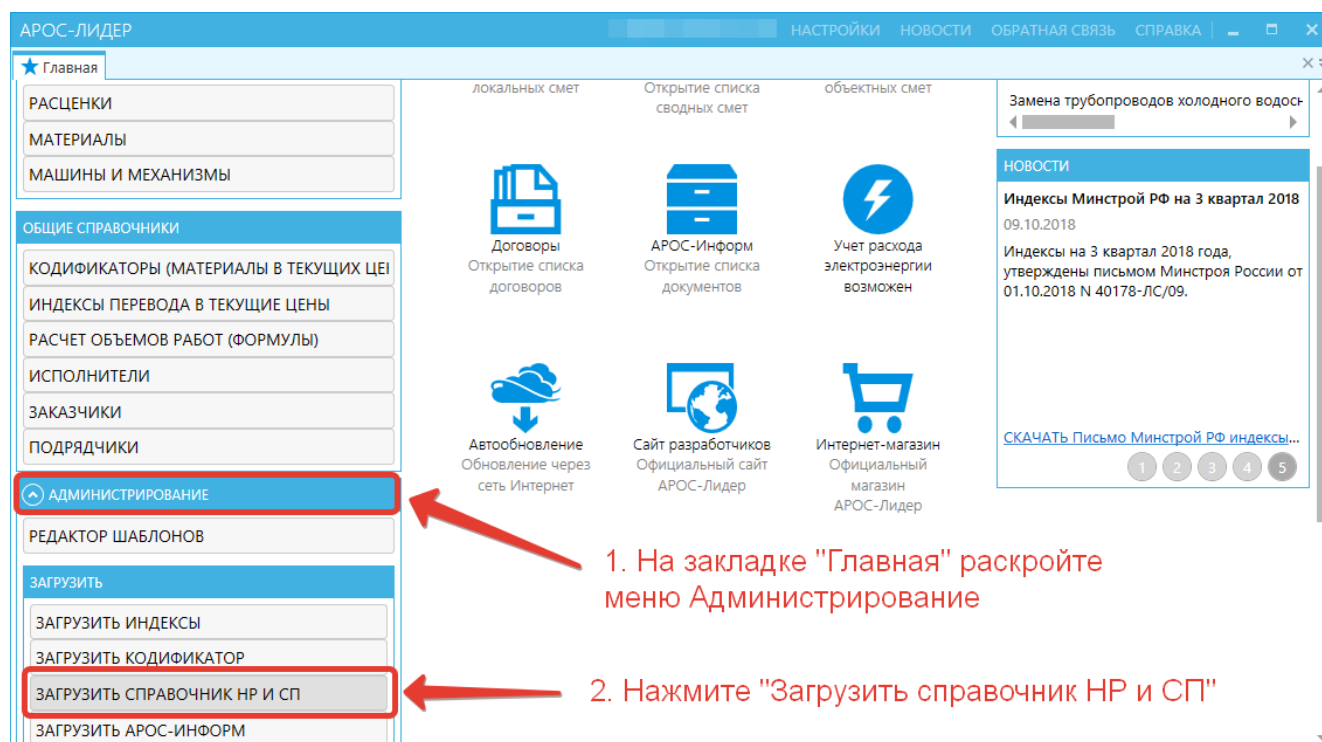 АРОС-ЛИДЕР
НАСТРОЙКИ НОВОСТИ ОБРАТНАЯ СВЯЗЬ СПРАВКА
Главная
РАСЦЕНКИ
МАТЕРИАЛЫ
МАШИНЫ И МЕХАНИЗМЫ
ОБЩИЕ СПРАВОЧНИКИ
КОДИФИКАТОРЫ (МАТЕРИАЛЫ В ТЕКУЩИХ ЦЕ
ИНДЕКСЫ ПЕРЕВОДА В ТЕКУЩИЕ ЦЕНЫ
РАСЧЕТ ОБЪЕМОВ РАБОТ (ФОРМУЛЫ)
ИСПОЛНИТЕЛИ
ЗАКАЗЧИКИ
ПОДРЯДЧИКИ
АДМИНИСТРИРОВАНИЕ
РЕДАКТОР ШАБЛОНОВ
ЗАГРУЗИТЬ
ЗАГРУЗИТЬ ИНДЕКСЫ
ЗАГРУЗИТЬ КОДИФИКАТОР
ЗАГРУЗИТЬ СПРАВОЧНИК НР И СП
ЗАГРУЗИТЬ АРОС-ИНФОРМ
локальных смет
Открытие списка
сводных смет
объектных смет
Договоры
Открытие списка
договоров
АРОС-Информ
Открытие списка
документов
Учет расхода
электроэнергии
возможен
Автообновление
Обновление через
сеть Интернет
Сайт разработчиков
Официальный сайт
АРОС-Лидер
Интернет-магазин
Официальный
магазин
АРОС-Лидер
1. На закладке "Главная" раскройте
меню Администрирование
2. Нажмите "Загрузить справочник НР и СП"
Замена трубопроводов холодного водосн
НОВОСТИ
Индексы Минстрой РФ на 3 квартал 2018
09.10.2018
Индексы на 3 квартал 2018 года,
утверждены письмом Минстроя России от
01.10.2018 N 40178-ЛС/09.
СКАЧАТЬ Письмо Минстрой РФ индексы...
1 2 3 4 5